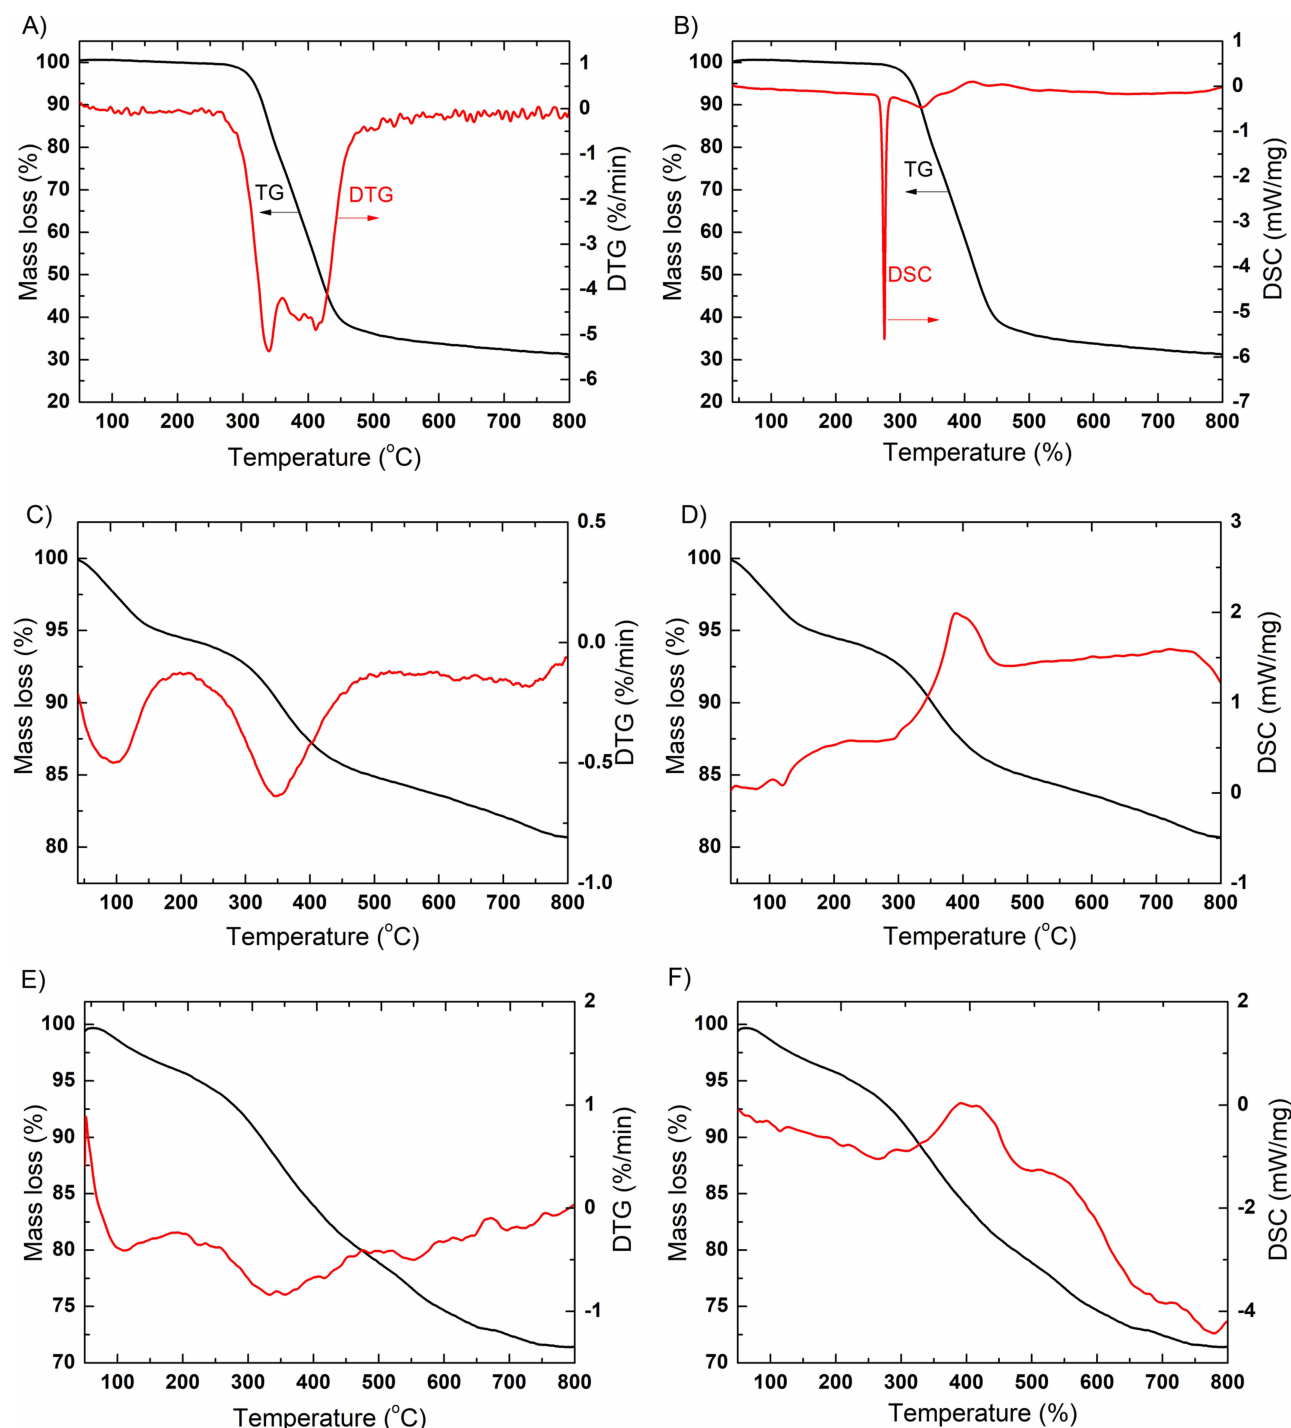 A)
100
90
80
70
60
50
40
30
20
Mass loss (%)
TG
DTG
1
0
-1
-2
-3
-4
-5
-6
DTG (%/min)
100 200 300 400 500 600 700 800
Temperature (°C)
B)
100
90
80
70
60
50
40
30
20
Mass loss (%)
TG
DSC
1
0
-1
-2
-3
-4
-5
-6
-7
DSC (mW/mg)
100 200 300 400 500 600 700 800
Temperature (%)
C)
100
95
90
85
80
Mass loss (%)
0.5
0.0
-0.5
-1.0
DTG (%/min)
100 200 300 400 500 600 700 800
Temperature (°C)
D)
100
95
90
85
80
Mass loss (%)
3
2
1
0
-1
DSC (mW/mg)
100 200 300 400 500 600 700 800
Temperature (°C)
E)
100
95
90
85
80
75
70
Mass loss (%)
2
1
0
-1
DTG (%/min)
100 200 300 400 500 600 700 800
Temperature (°C)
F)
100
95
90
85
80
75
70
Mass loss (%)
2
0
-2
-4
DSC (mW/mg)
100 200 300 400 500 600 700 800
Temperature (%)